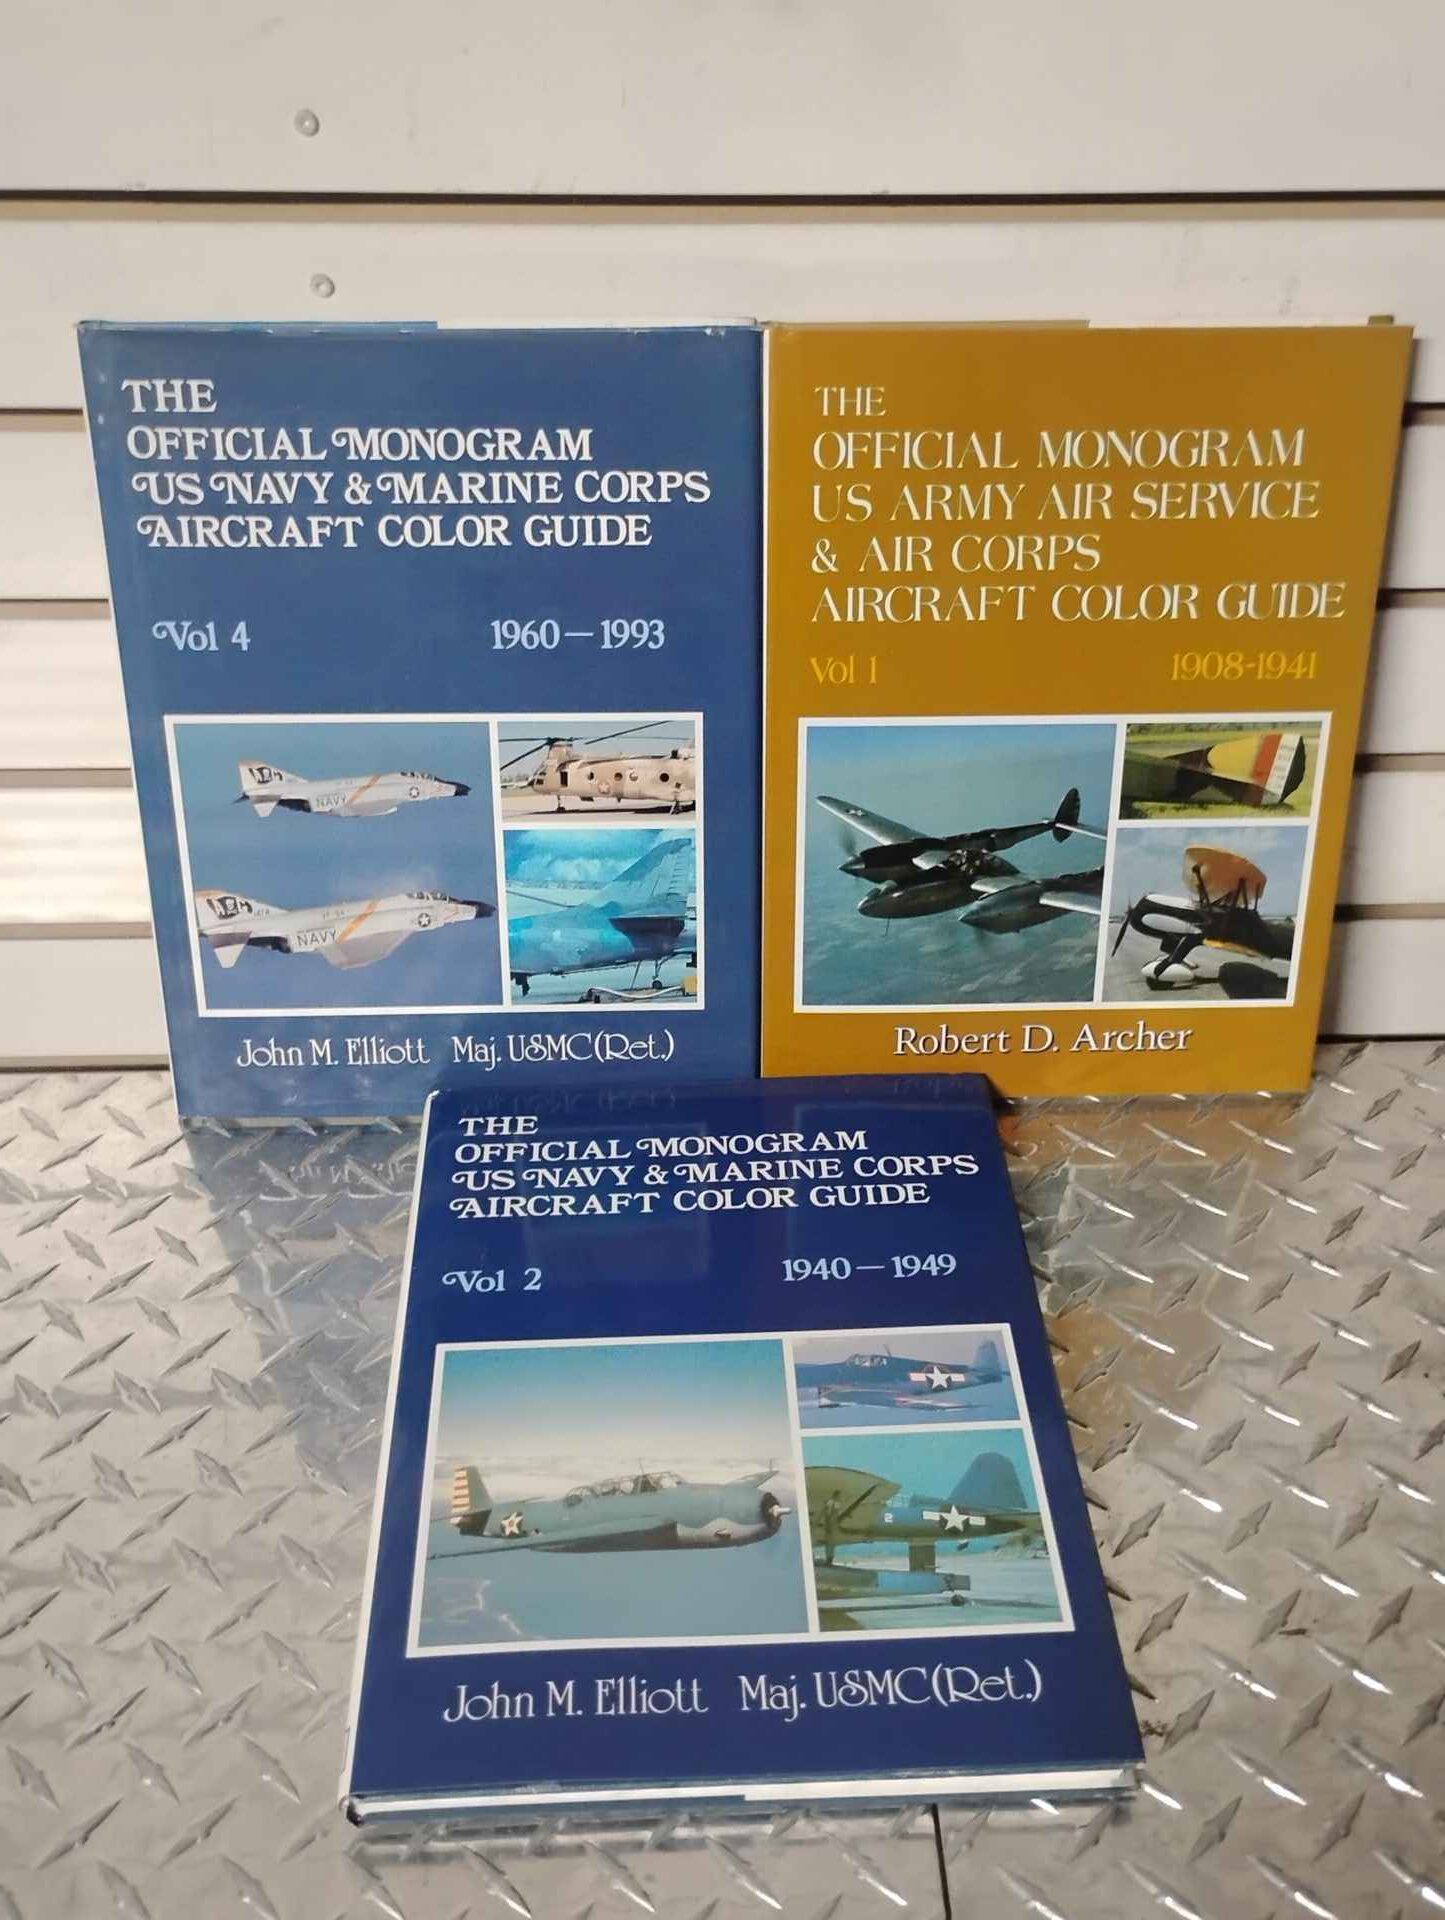 THE
OFFICIAL MONOGRAM
US NAVY & MARINE CORPS
AIRCRAFT COLOR GUIDE
Vol 4 1960—1993
NAVY
NAVY
John M. Elliott Maj. USMC (Ret.)
THE
OFFICIAL MONOGRAM
US ARMY AIR SERVICE
& AIR CORPS
AIRCRAFT COLOR GUIDE
Vol 1 1908-1941
Robert D. Archer
THE
OFFICIAL MONOGRAM
US NAVY & MARINE CORPS
AIRCRAFT COLOR GUIDE
Vol 2 1940—1949
2
John M. Elliott Maj. USMC (Ret.)